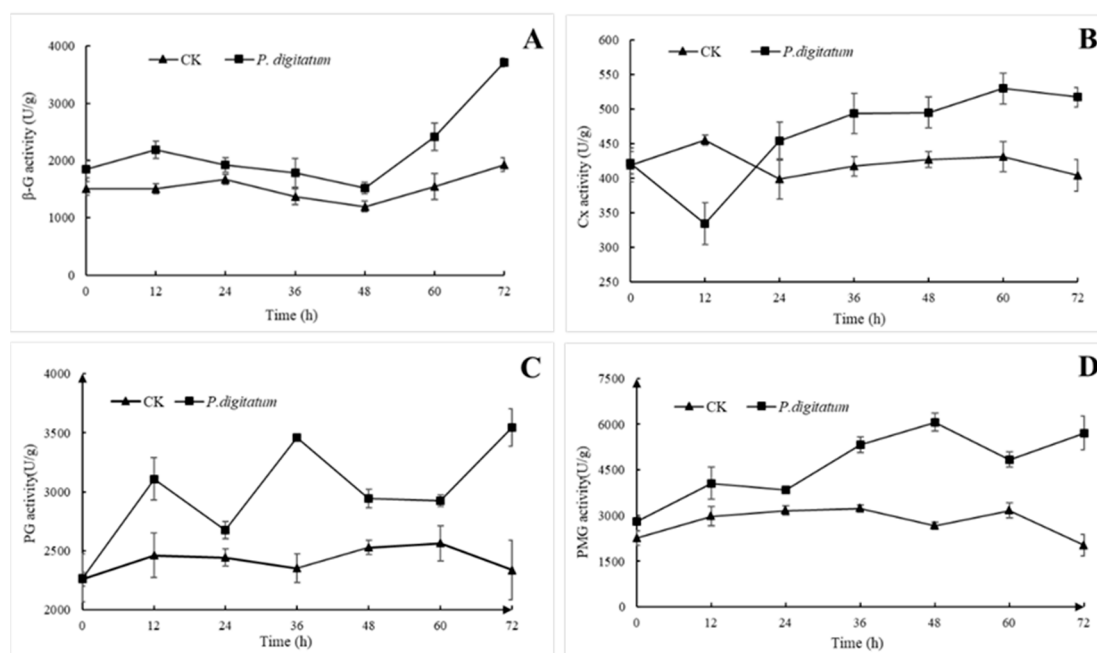 A
CK P. digitatum
4000
3000
2000
1000
0
β-G activity (U/g)
0 12 24 36 48 60 72
Time (h)
B
CK P. digitatum
600
550
500
450
400
350
300
250
Cx activity (U/g)
0 12 24 36 48 60 72
Time (h)
C
CK P.digitatum
4000
3500
3000
2500
2000
PG activity(U/g)
0 12 24 36 48 60 72
Time (h)
D
CK P.digitatum
7500
6000
4500
3000
1500
0
PMG activity(U/g)
0 12 24 36 48 60 72
Time (h)